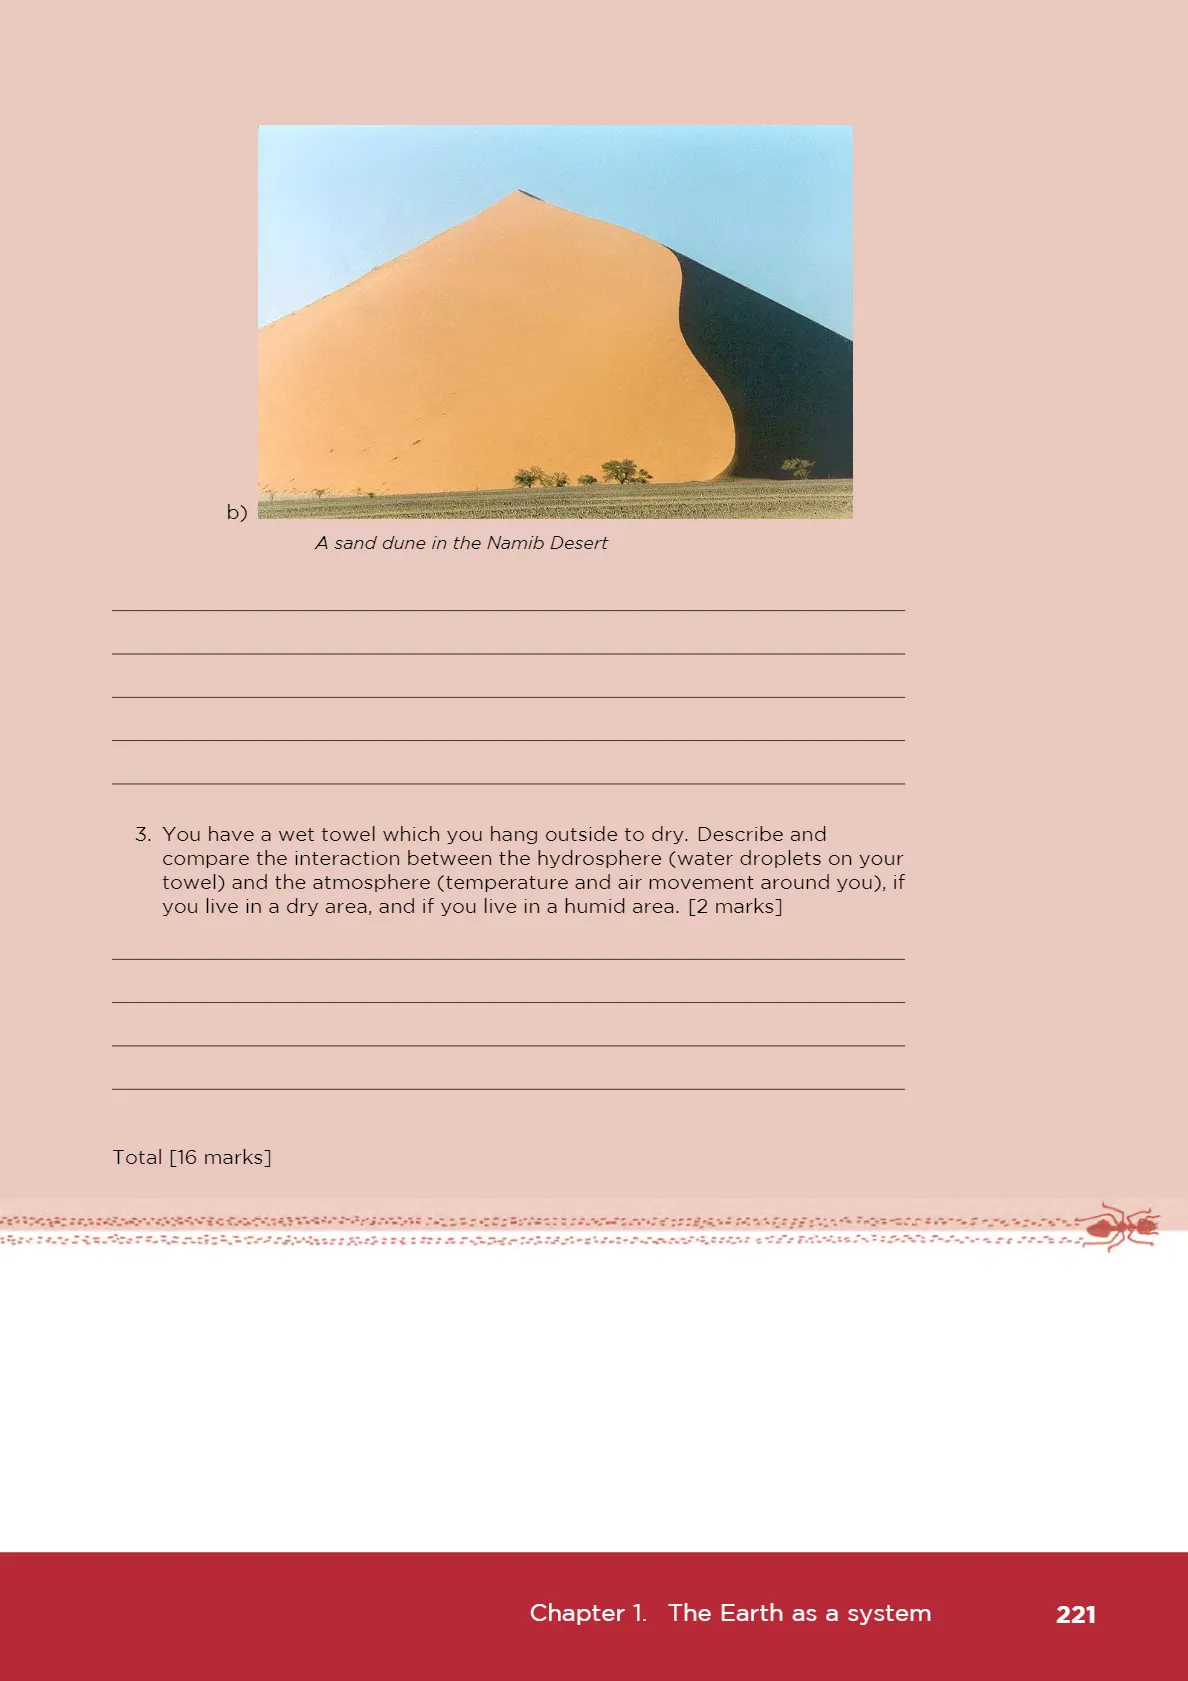 b)
A sand dune in the Namib Desert
3. You have a wet towel which you hang outside to dry. Describe and
compare the interaction between the hydrosphere (water droplets on your
towel) and the atmosphere (temperature and air movement around you), if
you live in a dry area, and if you live in a humid area. [2 marks]
Total [16 marks]
Chapter 1. The Earth as a system 221